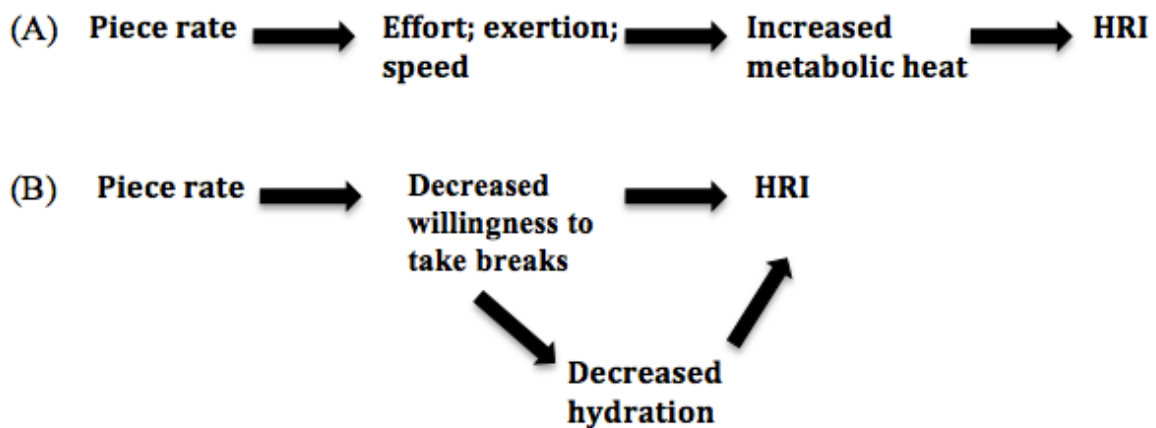 (A) Piece rate Effort; exertion; Increased HRI
speed metabolic heat
(B) Piece rate Decreased HRI
willingness to
take breaks
Decreased
hydration